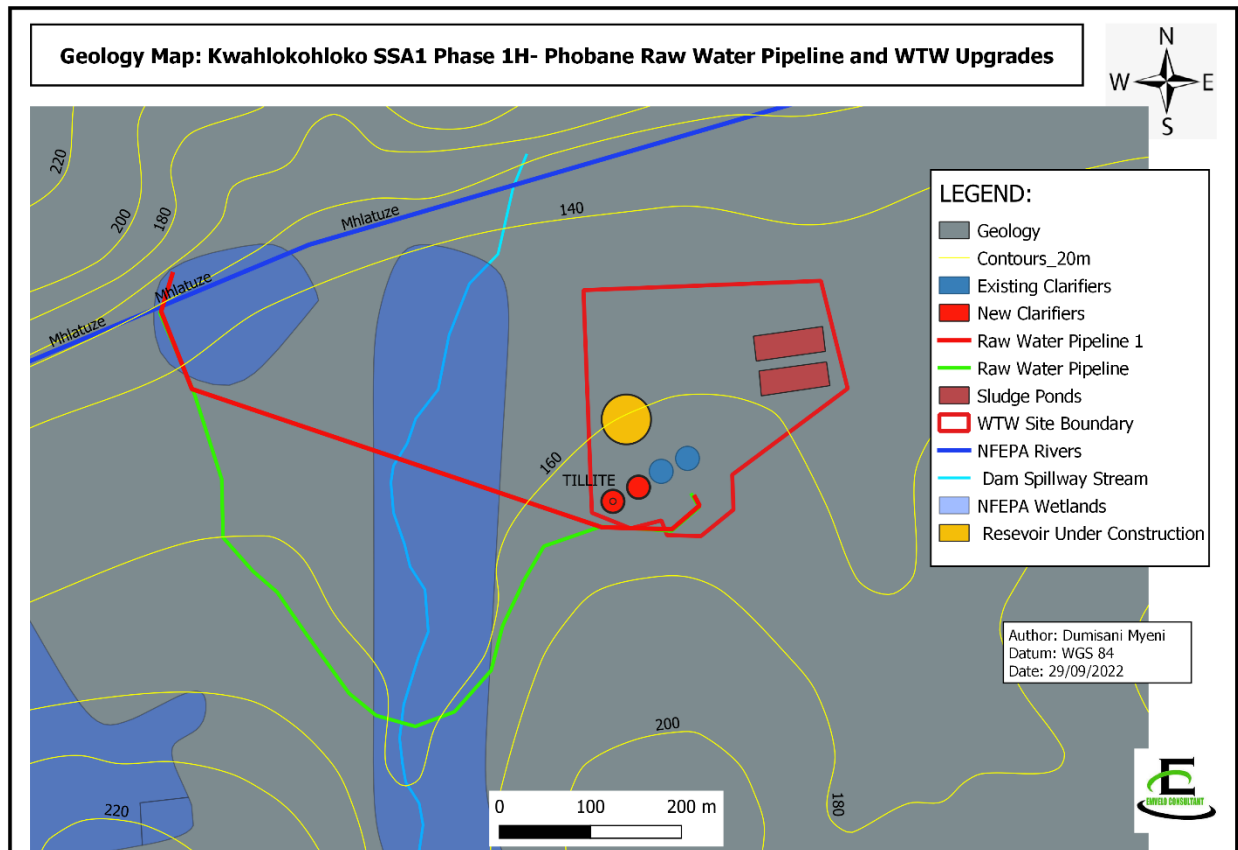 Geology Map: Kwahlokohloko SSA1 Phase 1H- Phobane Raw Water Pipeline and WTW Upgrades
N
W E
S
220
200
180
140
Mhlatuze
Mhlatuze
Mhlatuze
160
TILLITE
LEGEND:
Geology
Contours_20m
Existing Clarifiers
New Clarifiers
Raw Water Pipeline 1
Raw Water Pipeline
Sludge Ponds
WTW Site Boundary
NFEPA Rivers
Dam Spillway Stream
NFEPA Wetlands
Resevoir Under Construction
Author: Dumisani Myeni
Datum: WGS 84
Date: 29/09/2022
200
180
220
0 100 200 m
E
EMVELO CONSULTANT